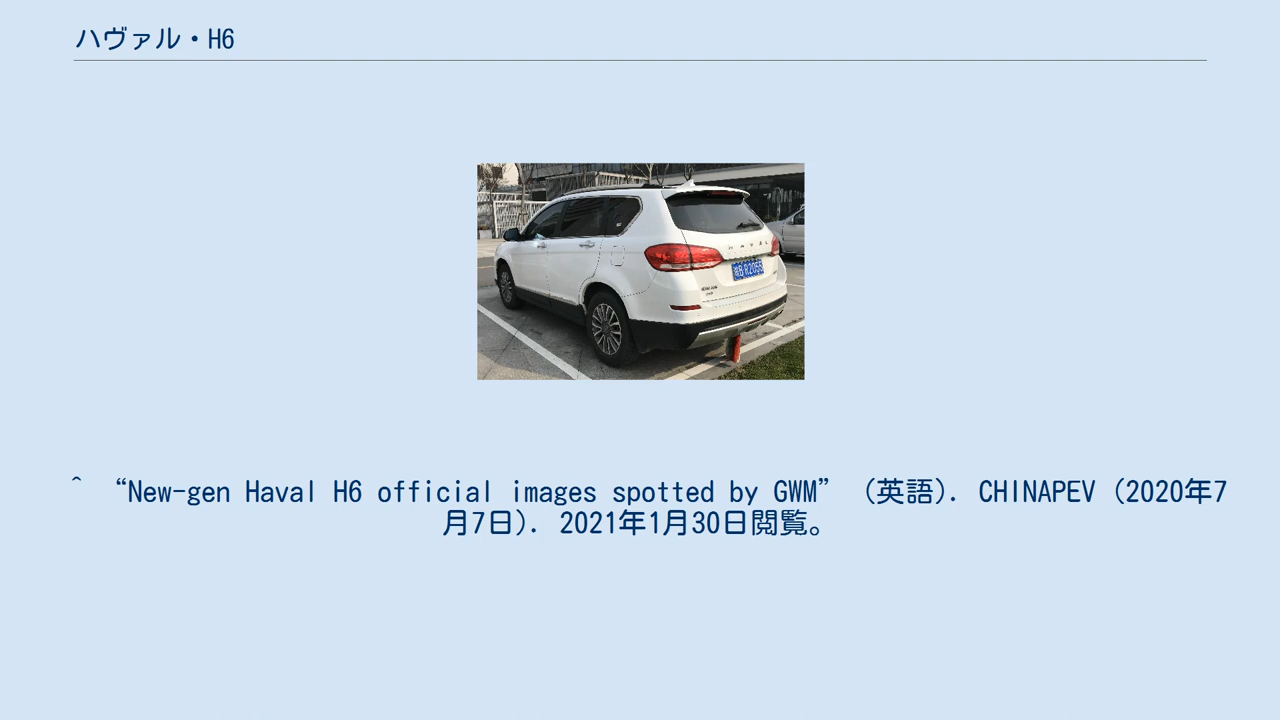 ハヴァル・H6
HAVAL
^ “New-gen Haval H6 official images spotted by GWM” (英語). CHINAPEV (2020年7
月7日). 2021年1月30日閲覧。